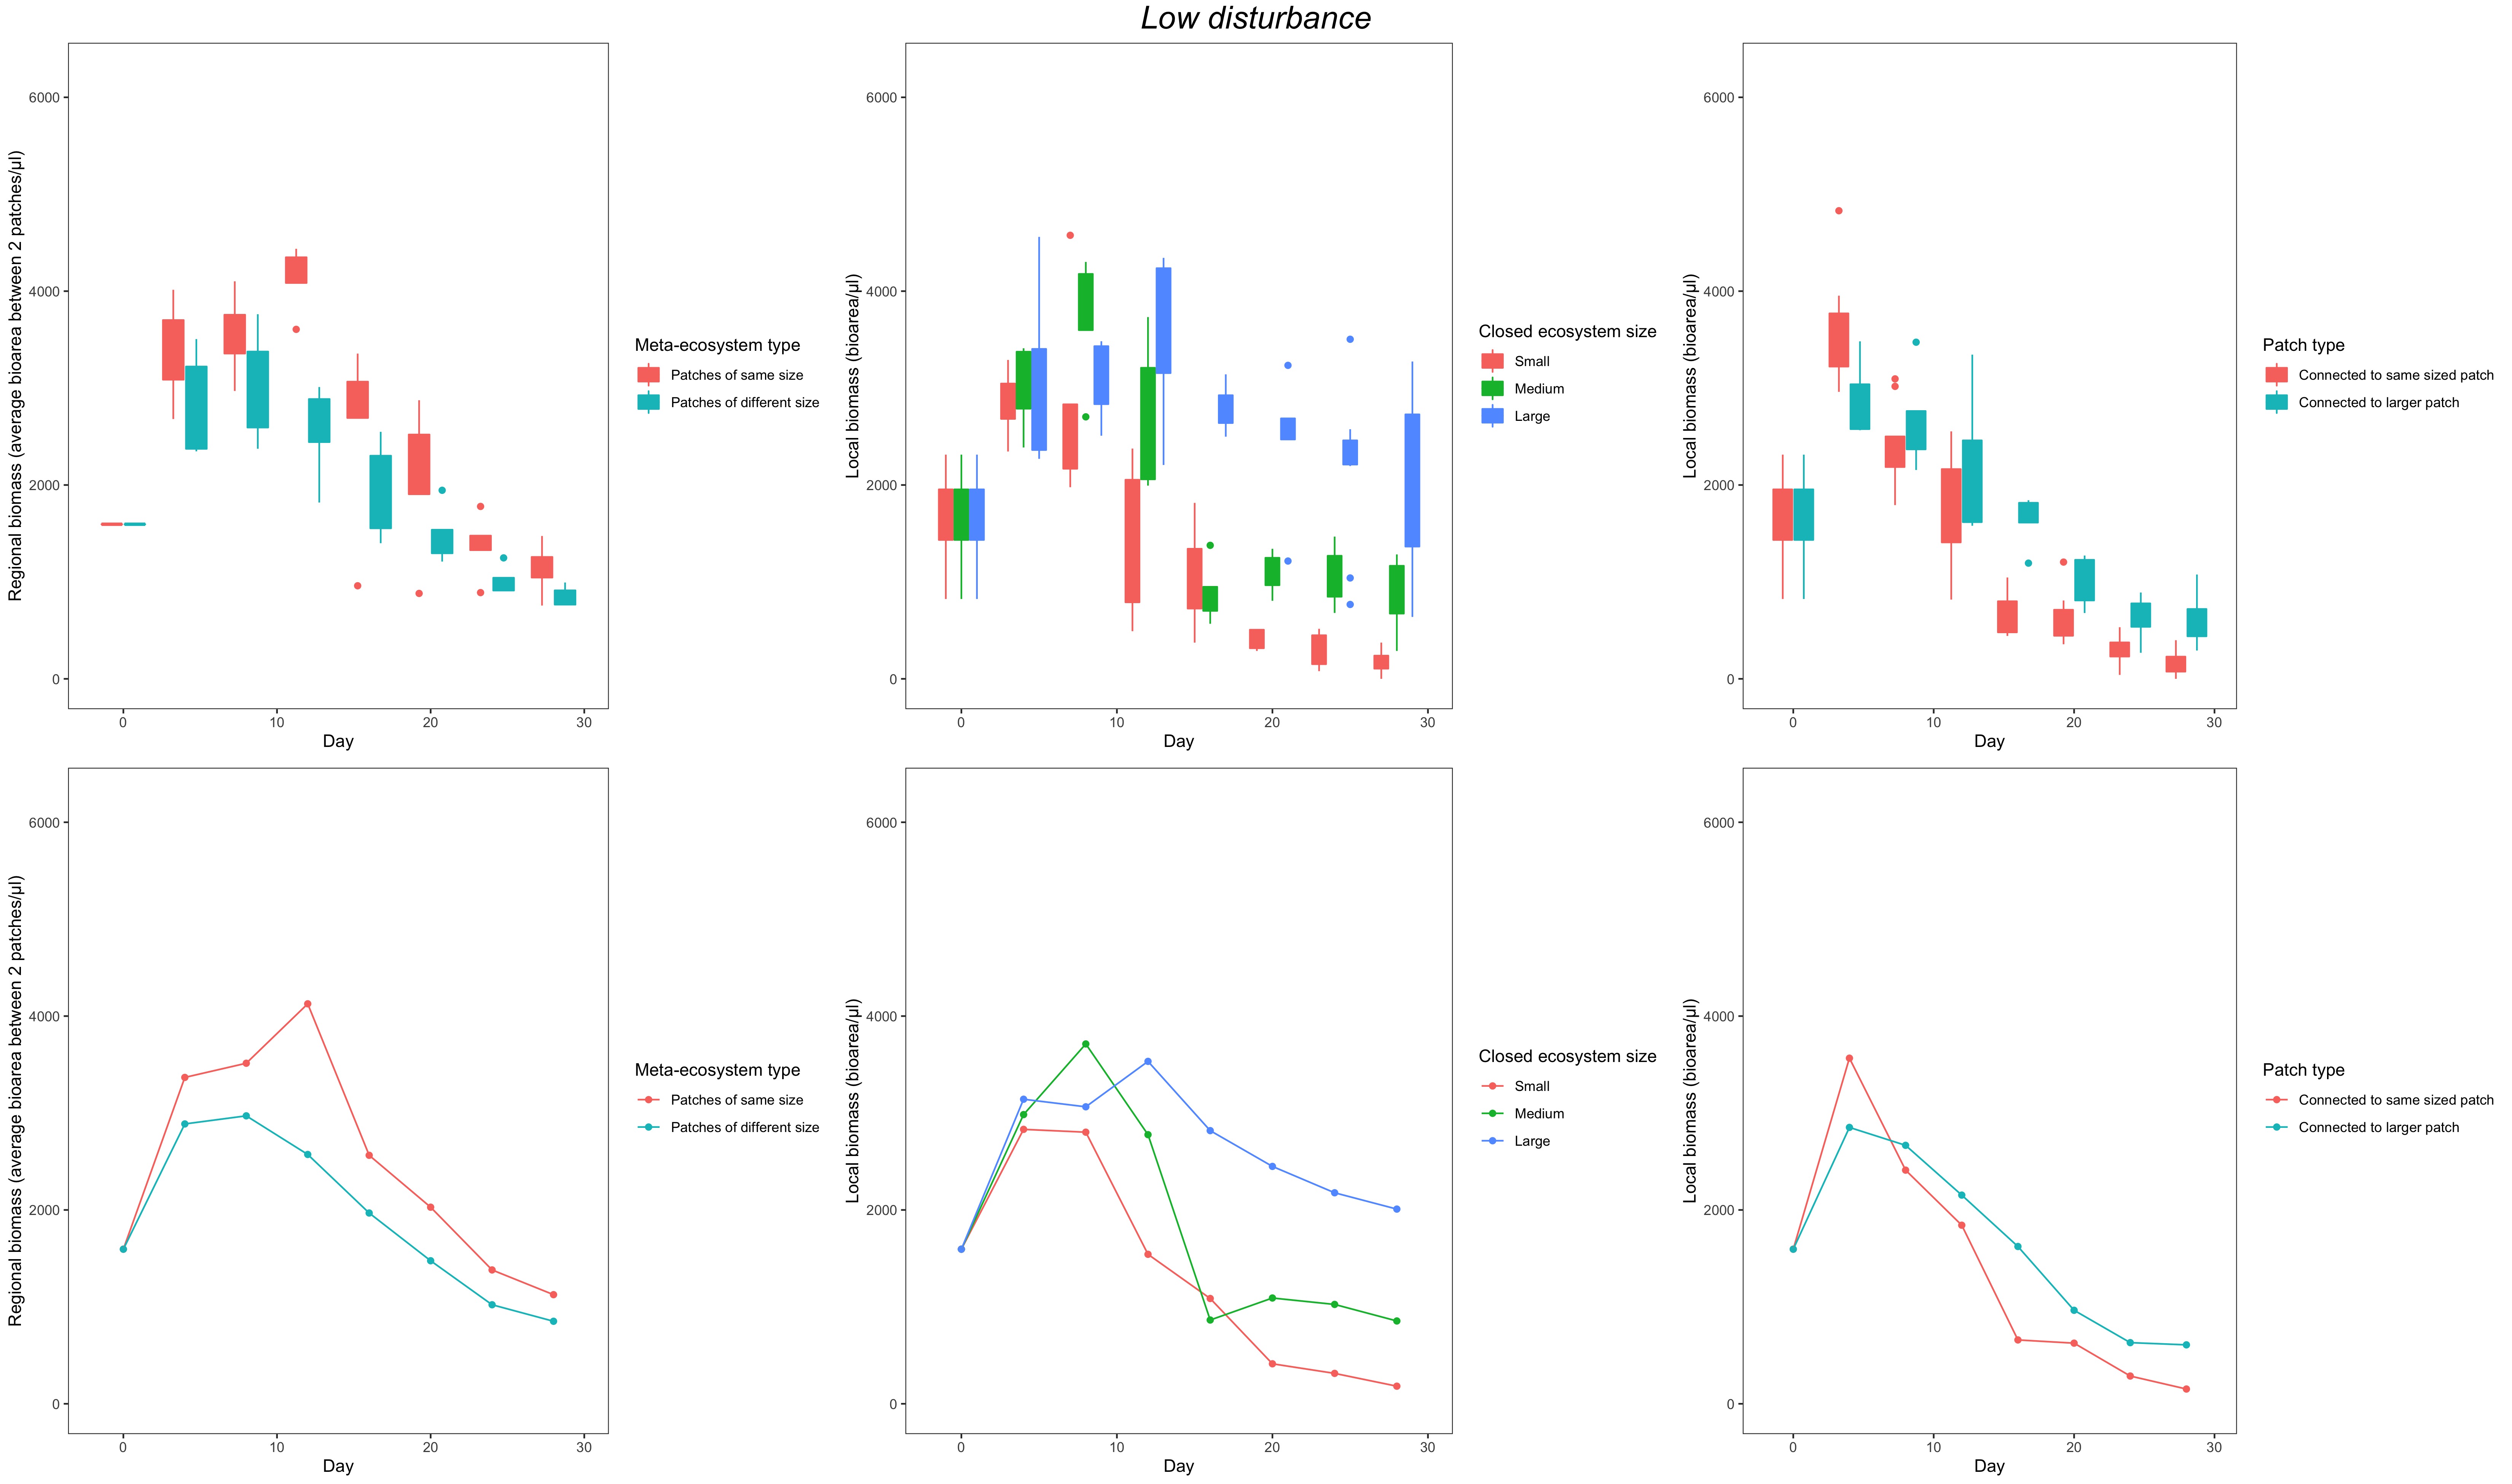 Low disturbance
Regional biomass (average bioarea between 2 patches/µl)
6000
4000
2000
0
0 10 20 30
Day
Meta-ecosystem type
Patches of same size
Patches of different size
Local biomass (bioarea/µl)
6000
4000
2000
0
0 10 20 30
Day
Closed ecosystem size
Small
Medium
Large
Local biomass (bioarea/µl)
6000
4000
2000
0
0 10 20 30
Day
Patch type
Connected to same sized patch
Connected to larger patch
Regional biomass (average bioarea between 2 patches/µl)
6000
4000
2000
0
0 10 20 30
Day
Meta-ecosystem type
Patches of same size
Patches of different size
Local biomass (bioarea/µl)
6000
4000
2000
0
0 10 20 30
Day
Closed ecosystem size
Small
Medium
Large
Local biomass (bioarea/µl)
6000
4000
2000
0
0 10 20 30
Day
Patch type
Connected to same sized patch
Connected to larger patch